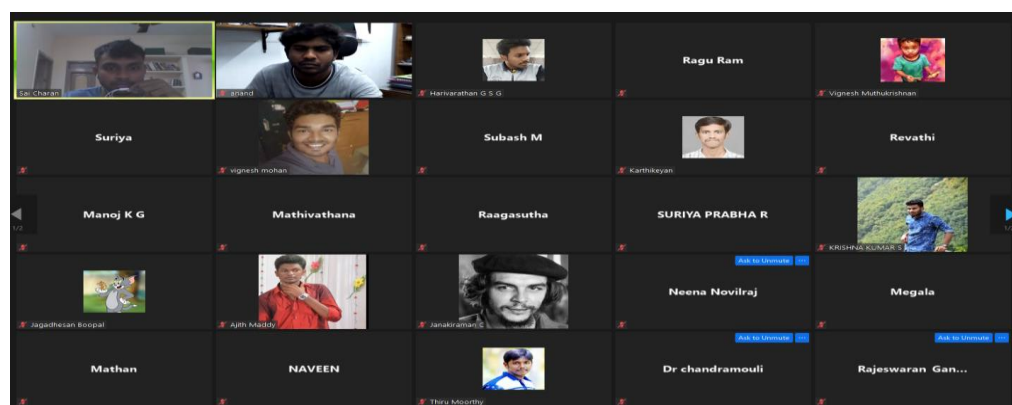 Sai Charan
anand
Harivarathan G S G
Ragu Ram
Vignesh Muthukrishnan
Suriya
vignesh mohan
Subash M
Karthikeyan
Revathi
1/2
Manoj K G
Mathivathana
Raagasutha
SURIYA PRABHA R
KRISHNA KUMAR S
Jagadhesan Boopal
Ajith Maddy
Janakiraman C
Ask to Unmute ...
Neena Novilraj
Megala
Mathan
NAVEEN
Thiru Moorthy
Ask to Unmute ...
Dr chandramouli
Ask to Unmute ...
Rajeswaran Gan...